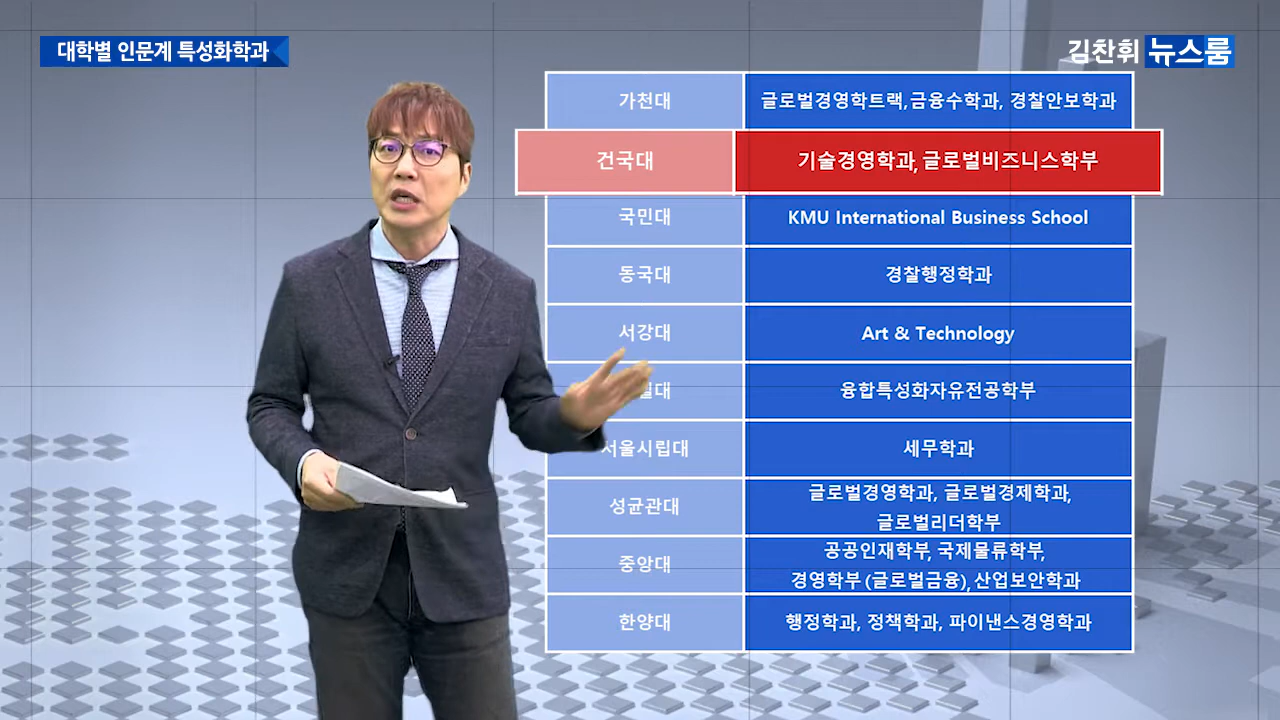 대학별 인문계 특성화학과
김찬휘 뉴스룸
가천대 글로벌경영학트랙,금융수학과, 경찰안보학과
건국대 기술경영학과, 글로벌비즈니스학부
국민대 KMU International Business School
동국대 경찰행정학과
서강대 Art & Technology
융합특성화자유전공학부
서울시립대 세무학과
성균관대 글로벌경영학과, 글로벌경제학과,
글로벌리더학부
중앙대 공공인재학부, 국제물류학부,
경영학부 (글로벌금융), 산업보안학과
한양대 행정학과, 정책학과, 파이낸스경영학과